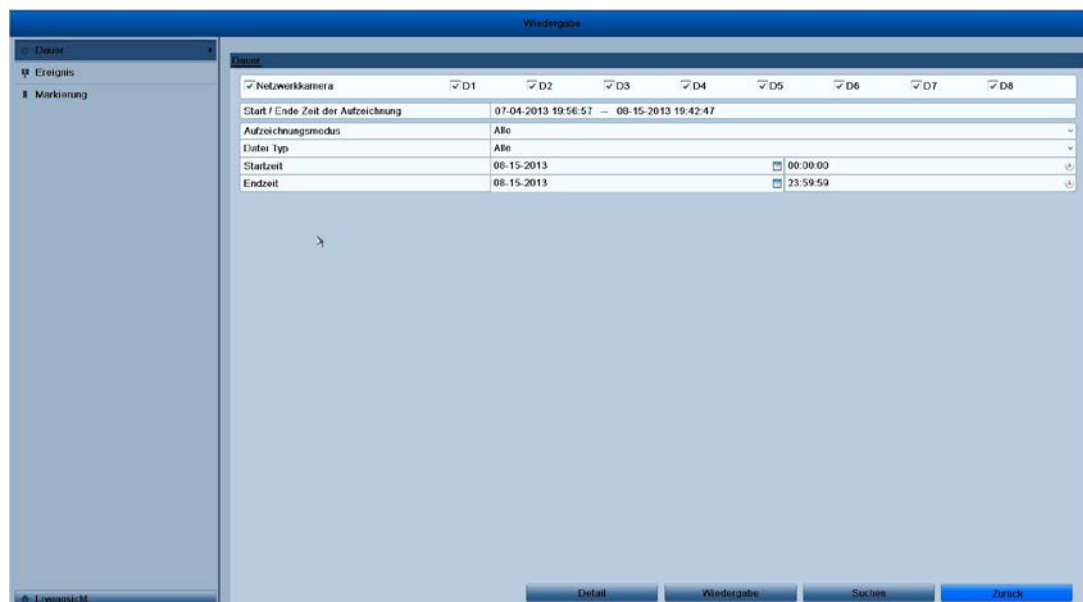 Wiedergabe
Dauer
Ereignis
Markierung
Dauer
Netzwerkkamera D1 D2 D3 D4 D5 D6 D7 D8
Start / Ende Zeit der Aufzeichnung 07-04-2013 19:56:57 -- 08-15-2013 19:42:47
Aufzeichnungsmodus Alle
Datei Typ Alle
Startzeit 08-15-2013 00:00:00
Endzeit 08-15-2013 23:59:59
Liveansicht Detail Wiedergabe Suchen Zurück